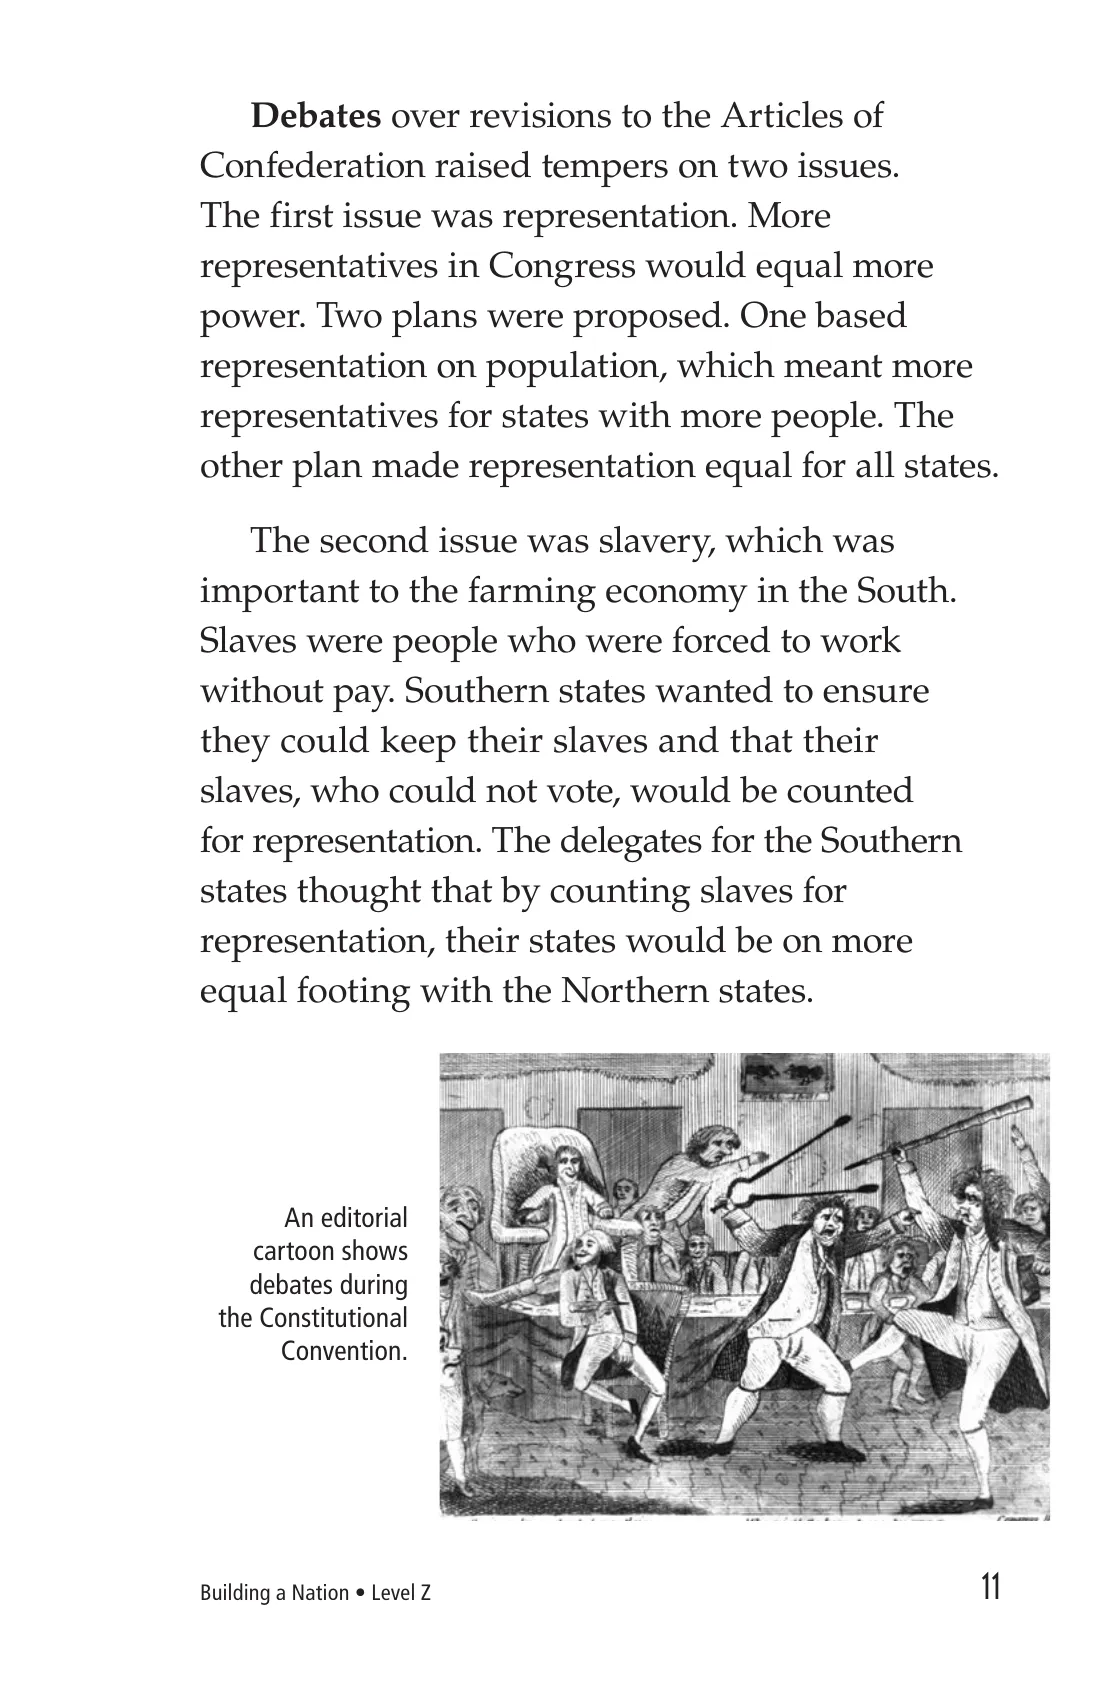 Debates over revisions to the Articles of
Confederation raised tempers on two issues.
The first issue was representation. More
representatives in Congress would equal more
power. Two plans were proposed. One based
representation on population, which meant more
representatives for states with more people. The
other plan made representation equal for all states.
The second issue was slavery, which was
important to the farming economy in the South.
Slaves were people who were forced to work
without pay. Southern states wanted to ensure
they could keep their slaves and that their
slaves, who could not vote, would be counted
for representation. The delegates for the Southern
states thought that by counting slaves for
representation, their states would be on more
equal footing with the Northern states.
An editorial
cartoon shows
debates during
the Constitutional
Convention.
Building a Nation • Level Z
11